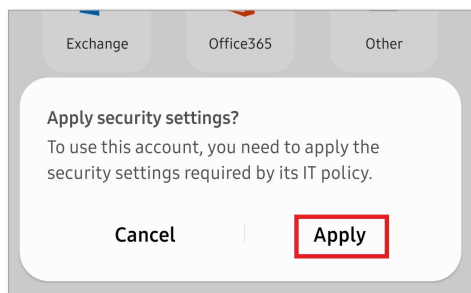 Exchange
Office365
Other
Apply security settings?
To use this account, you need to apply the
security settings required by its IT policy.
Cancel
Apply